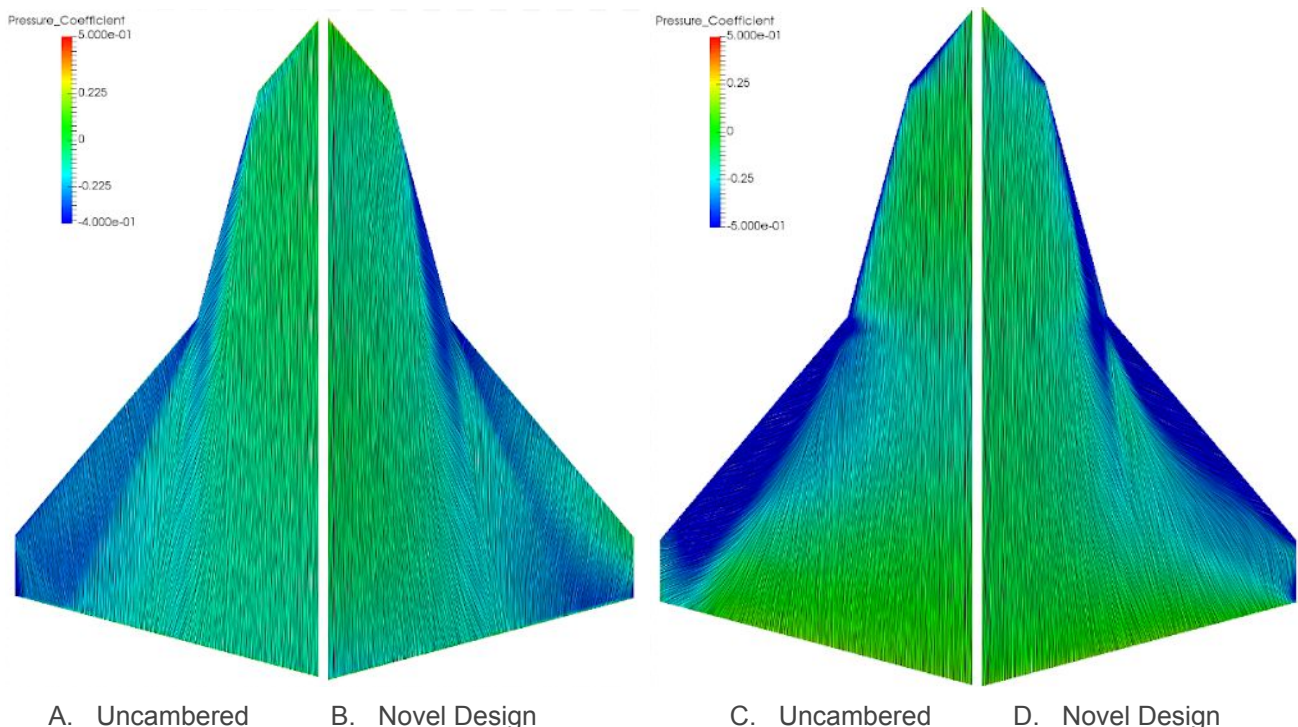 Pressure_Coefficient
5.000e-01
0.225
0
-0.225
-4.000e-01
Pressure_Coefficient
5.000e-01
0.25
0
-0.25
-5.000e-01
A. Uncambered
B. Novel Design
C. Uncambered
D. Novel Design